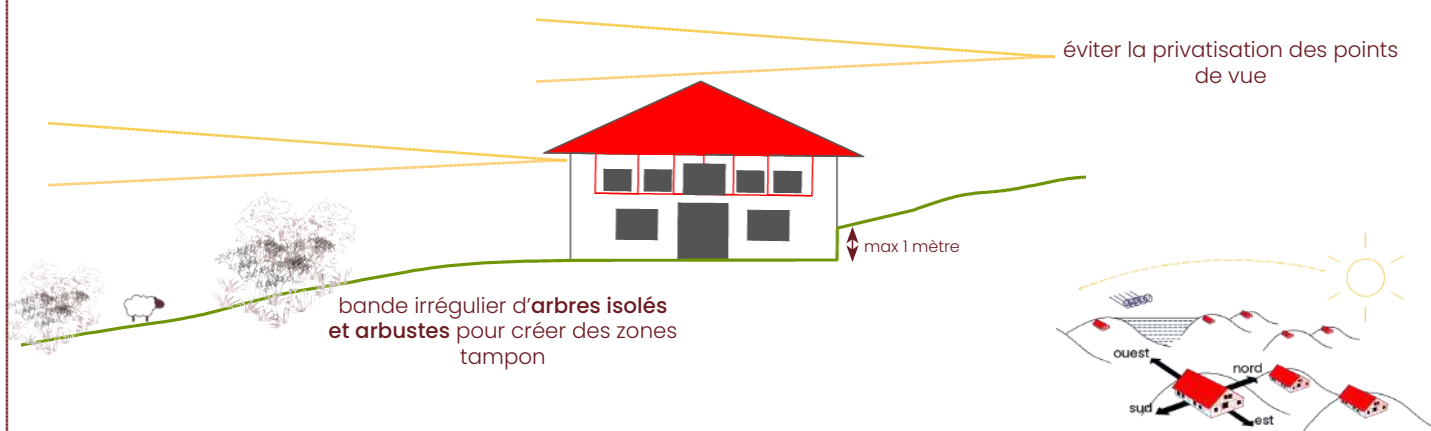 éviter la privatisation des points
de vue
max 1 mètre
bande irrégulier d'arbres isolés
et arbustes pour créer des zones
tampon
ouest
nord
sud
est